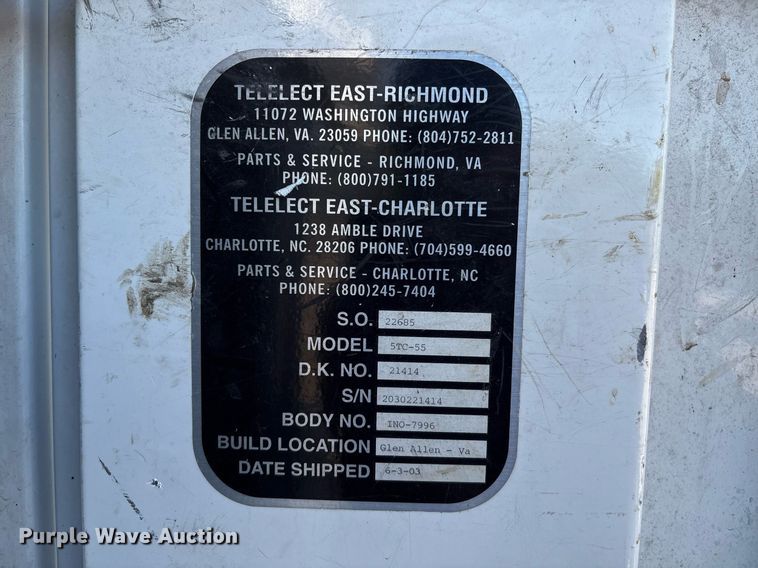 TELELECT EAST-RICHMOND
11072 WASHINGTON HIGHWAY
GLEN ALLEN, VA. 23059 PHONE: (804)752-2811
PARTS & SERVICE - RICHMOND, VA
PHONE: (800)791-1185
TELELECT EAST-CHARLOTTE
1238 AMBLE DRIVE
CHARLOTTE, NC. 28206 PHONE: (704)599-4660
PARTS & SERVICE - CHARLOTTE, NC
PHONE: (800)245-7404
S.O. 22685
MODEL 5TC-55
D.K. NO. 21414
S/N 2030221414
BODY NO. INO-7996
BUILD LOCATION Glen Allen - Va
DATE SHIPPED 6-3-03
Purple Wave Auction®